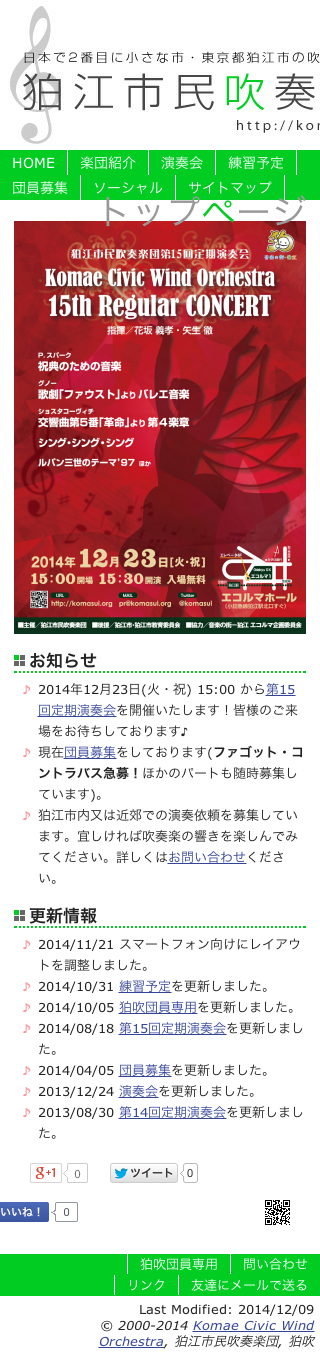 日本で2番目に小さな市・東京都狛江市の吹
狛江市民吹奏
http://ko
HOME 楽団紹介 演奏会 練習予定
団員募集 ソーシャル サイトマップ
トップページ
狛江市民吹奏楽団第15回定期演奏会
Komae Civic Wind Orchestra
15th Regular CONCERT
指揮／花坂 義孝・矢生 徹
P.スパーク
祝典のための音楽
グノー
歌劇「ファウスト」より バレエ音楽
ショスタコーヴィチ
交響曲第5番「革命」より 第4楽章
シング・シング・シング
ルパン三世のテーマ'97 ほか
2014年12月23日[火・祝]
15:00開場 15:30開演 入場無料
エコルマホール
(小田急線狛江駅北口すぐ)
URL
http://komasui.org
MAIL
pr@komasui.org
Twitter
@komasui
■主催／狛江市民吹奏楽団 ■後援／狛江市・狛江市教育委員会 ■協力／音楽の街－狛江 エコルマ企画委員会
お知らせ
2014年12月23日(火・祝) 15:00 から第15
回定期演奏会を開催いたします！皆様のご来
場をお待ちしております♪
現在団員募集をしております(ファゴット・コ
ントラバス急募！ほかのパートも随時募集し
ています)。
狛江市内又は近郊での演奏依頼を募集してい
ます。宜しければ吹奏楽の響きを楽しんでみ
てください。詳しくはお問い合わせくださ
い。
更新情報
2014/11/21 スマートフォン向けにレイアウ
トを調整しました。
2014/10/31 練習予定を更新しました。
2014/10/05 狛吹団員専用を更新しました。
2014/08/18 第15回定期演奏会を更新しまし
た。
2014/04/05 団員募集を更新しました。
2013/12/24 演奏会を更新しました。
2013/08/30 第14回定期演奏会を更新しまし
た。
g+1 0 ツイート 0
いいね！ 0
狛吹団員専用 問い合わせ
リンク 友達にメールで送る
Last Modified: 2014/12/09
© 2000-2014 Komae Civic Wind
Orchestra, 狛江市民吹奏楽団, 狛吹